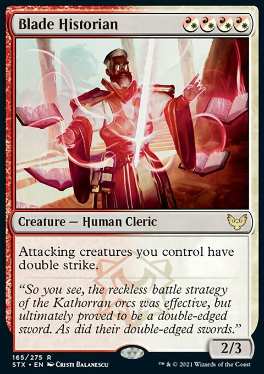 Blade Historian
Creature — Human Cleric
Attacking creatures you control have
double strike.
“So you see, the reckless battle strategy
of the Kathorran orcs was effective, but
ultimately proved to be a double-edged
sword. As did their double-edged swords.”
2/3
165/275 R
STX • EN Cristi Balanescu
™ & © 2021 Wizards of the Coast